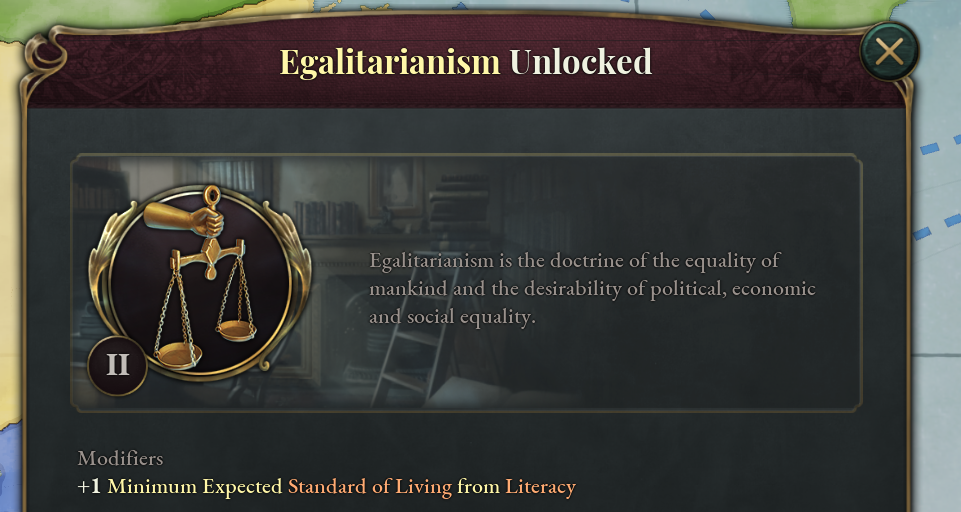 Egalitarianism Unlocked
Egalitarianism is the doctrine of the equality of
mankind and the desirability of political, economic
and social equality.
II
Modifiers
+1 Minimum Expected Standard of Living from Literacy